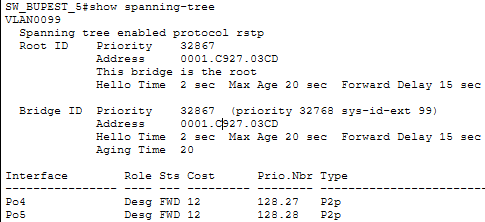 SW_BUPEST_5#show spanning-tree
VLAN0099
  Spanning tree enabled protocol rstp
  Root ID    Priority    32867
             Address     0001.C927.03CD
             This bridge is the root
             Hello Time  2 sec  Max Age 20 sec  Forward Delay 15 sec

  Bridge ID  Priority    32867  (priority 32768 sys-id-ext 99)
             Address     0001.C927.03CD
             Hello Time  2 sec  Max Age 20 sec  Forward Delay 15 sec
             Aging Time  20

Interface        Role Sts Cost      Prio.Nbr Type
---------------- ---- --- --------- -------- --------------------------------
Po4              Desg FWD 12        128.27   P2p
Po5              Desg FWD 12        128.28   P2p